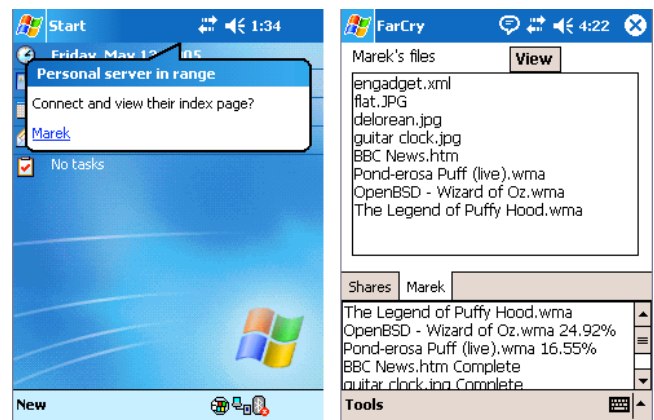 Start 1:34
Friday, May 13, 2005
Personal server in range
Connect and view their index page?
Marek
No tasks
New
FarCry 4:22
Marek's files View
engadget.xml
flat.JPG
delorean.jpg
guitar clock.jpg
BBC News.htm
Pond-erosa Puff (live).wma
OpenBSD - Wizard of Oz.wma
The Legend of Puffy Hood.wma
Shares Marek
The Legend of Puffy Hood.wma
OpenBSD - Wizard of Oz.wma 24.92%
Pond-erosa Puff (live).wma 16.55%
BBC News.htm Complete
guitar clock.jpg Complete
Tools